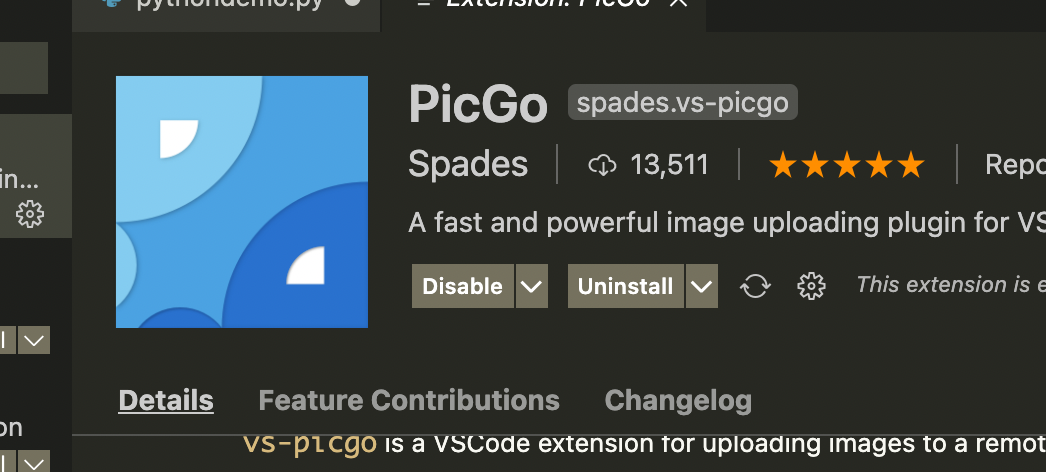 pythondemo.py
Extension: PicGo
PicGo spades.vs-picgo
in...
Spades 13,511 Repo
A fast and powerful image uploading plugin for VS
Disable Uninstall This extension is e
Details Feature Contributions Changelog
on
vs-picgo is a VSCode extension for uploading images to a remot